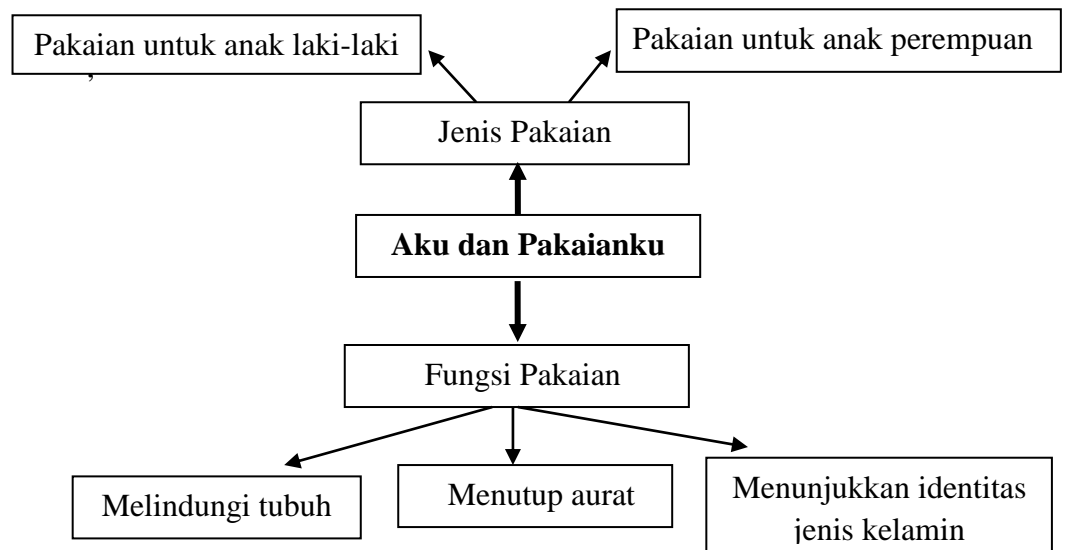 Pakaian untuk anak laki-laki
,
Pakaian untuk anak perempuan
Jenis Pakaian
Aku dan Pakaianku
Fungsi Pakaian
Melindungi tubuh
Menutup aurat
Menunjukkan identitas
jenis kelamin